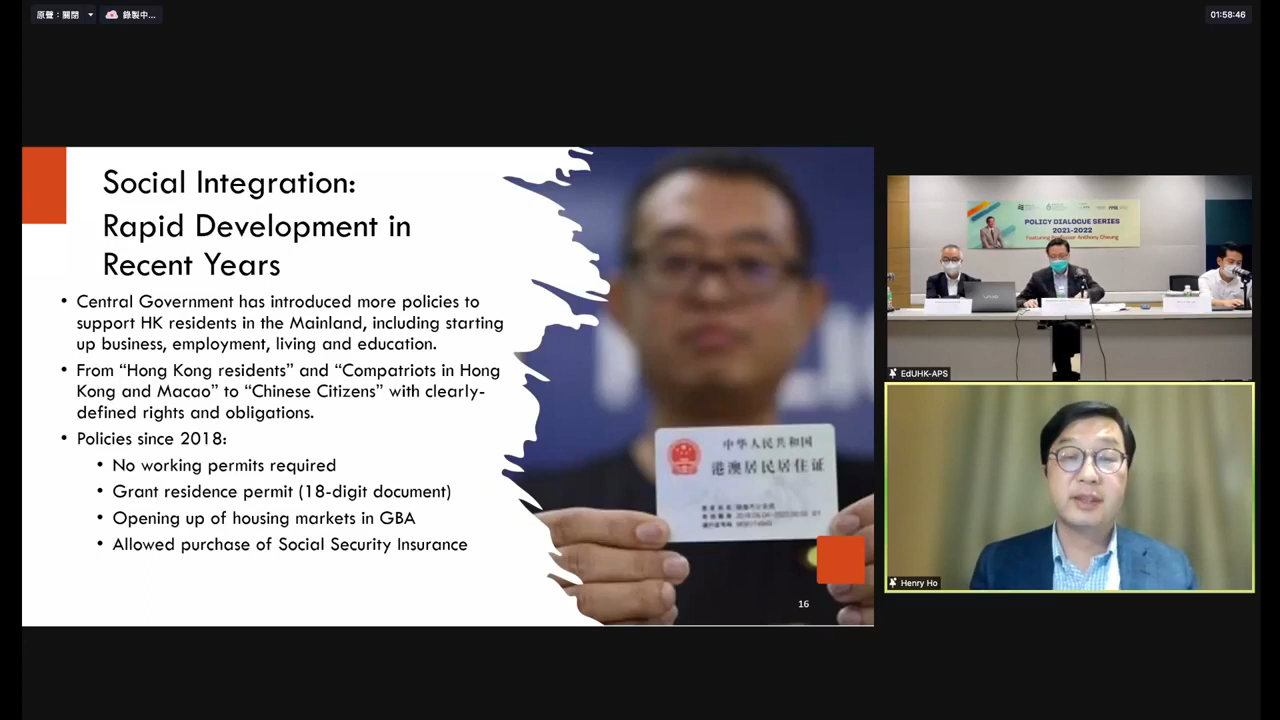 原聲：關閉
錄製中...
01:58:46
Social Integration:
Rapid Development in
Recent Years
• Central Government has introduced more policies to
support HK residents in the Mainland, including starting
up business, employment, living and education.
• From “Hong Kong residents” and “Compatriots in Hong
Kong and Macao” to “Chinese Citizens” with clearly-
defined rights and obligations.
• Policies since 2018:
• No working permits required
• Grant residence permit (18-digit document)
• Opening up of housing markets in GBA
• Allowed purchase of Social Security Insurance
中华人民共和国
港澳居民居住证
16
POLICY DIALOGUE SERIES
2021-2022
Featuring Professor Anthony Cheung
EdUHK-APS
Henry Ho